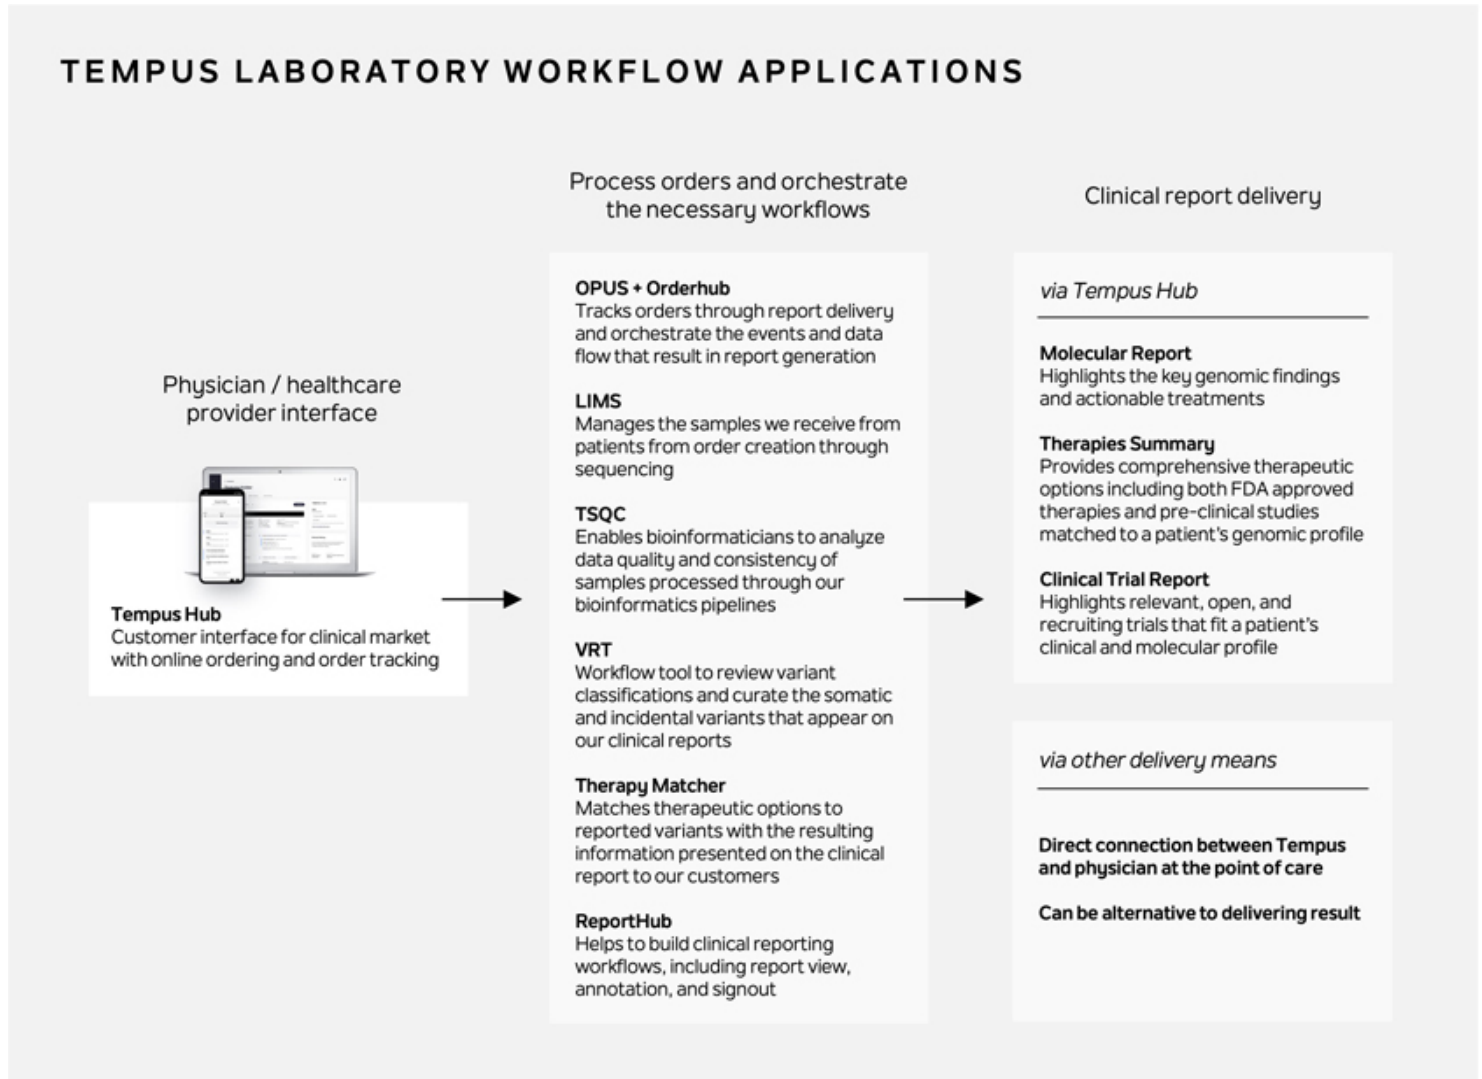 TEMPUS LABORATORY WORKFLOW APPLICATIONS
Physician / healthcare
provider interface
Tempus Hub
Customer interface for clinical market
with online ordering and order tracking
Process orders and orchestrate
the necessary workflows
OPUS + Orderhub
Tracks orders through report delivery
and orchestrate the events and data
flow that result in report generation
LIMS
Manages the samples we receive from
patients from order creation through
sequencing
TSQC
Enables bioinformaticians to analyze
data quality and consistency of
samples processed through our
bioinformatics pipelines
VRT
Workflow tool to review variant
classifications and curate the somatic
and incidental variants that appear on
our clinical reports
Therapy Matcher
Matches therapeutic options to
reported variants with the resulting
information presented on the clinical
report to our customers
ReportHub
Helps to build clinical reporting
workflows, including report view,
annotation, and signout
Clinical report delivery
via Tempus Hub
Molecular Report
Highlights the key genomic findings
and actionable treatments
Therapies Summary
Provides comprehensive therapeutic
options including both FDA approved
therapies and pre-clinical studies
matched to a patient's genomic profile
Clinical Trial Report
Highlights relevant, open, and
recruiting trials that fit a patient's
clinical and molecular profile
via other delivery means
Direct connection between Tempus
and physician at the point of care
Can be alternative to delivering result